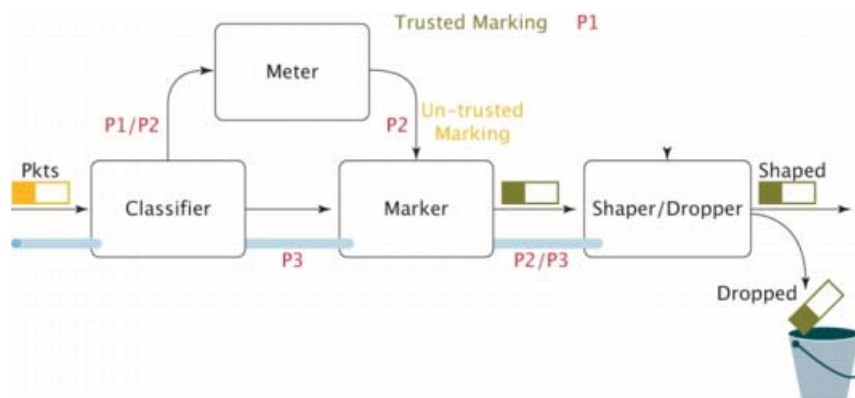 Trusted Marking P1
Meter
P1/P2
P2
Un-trusted
Marking
Pkts
Shaped
Classifier
Marker
Shaper/Dropper
P3
P2/P3
Dropped